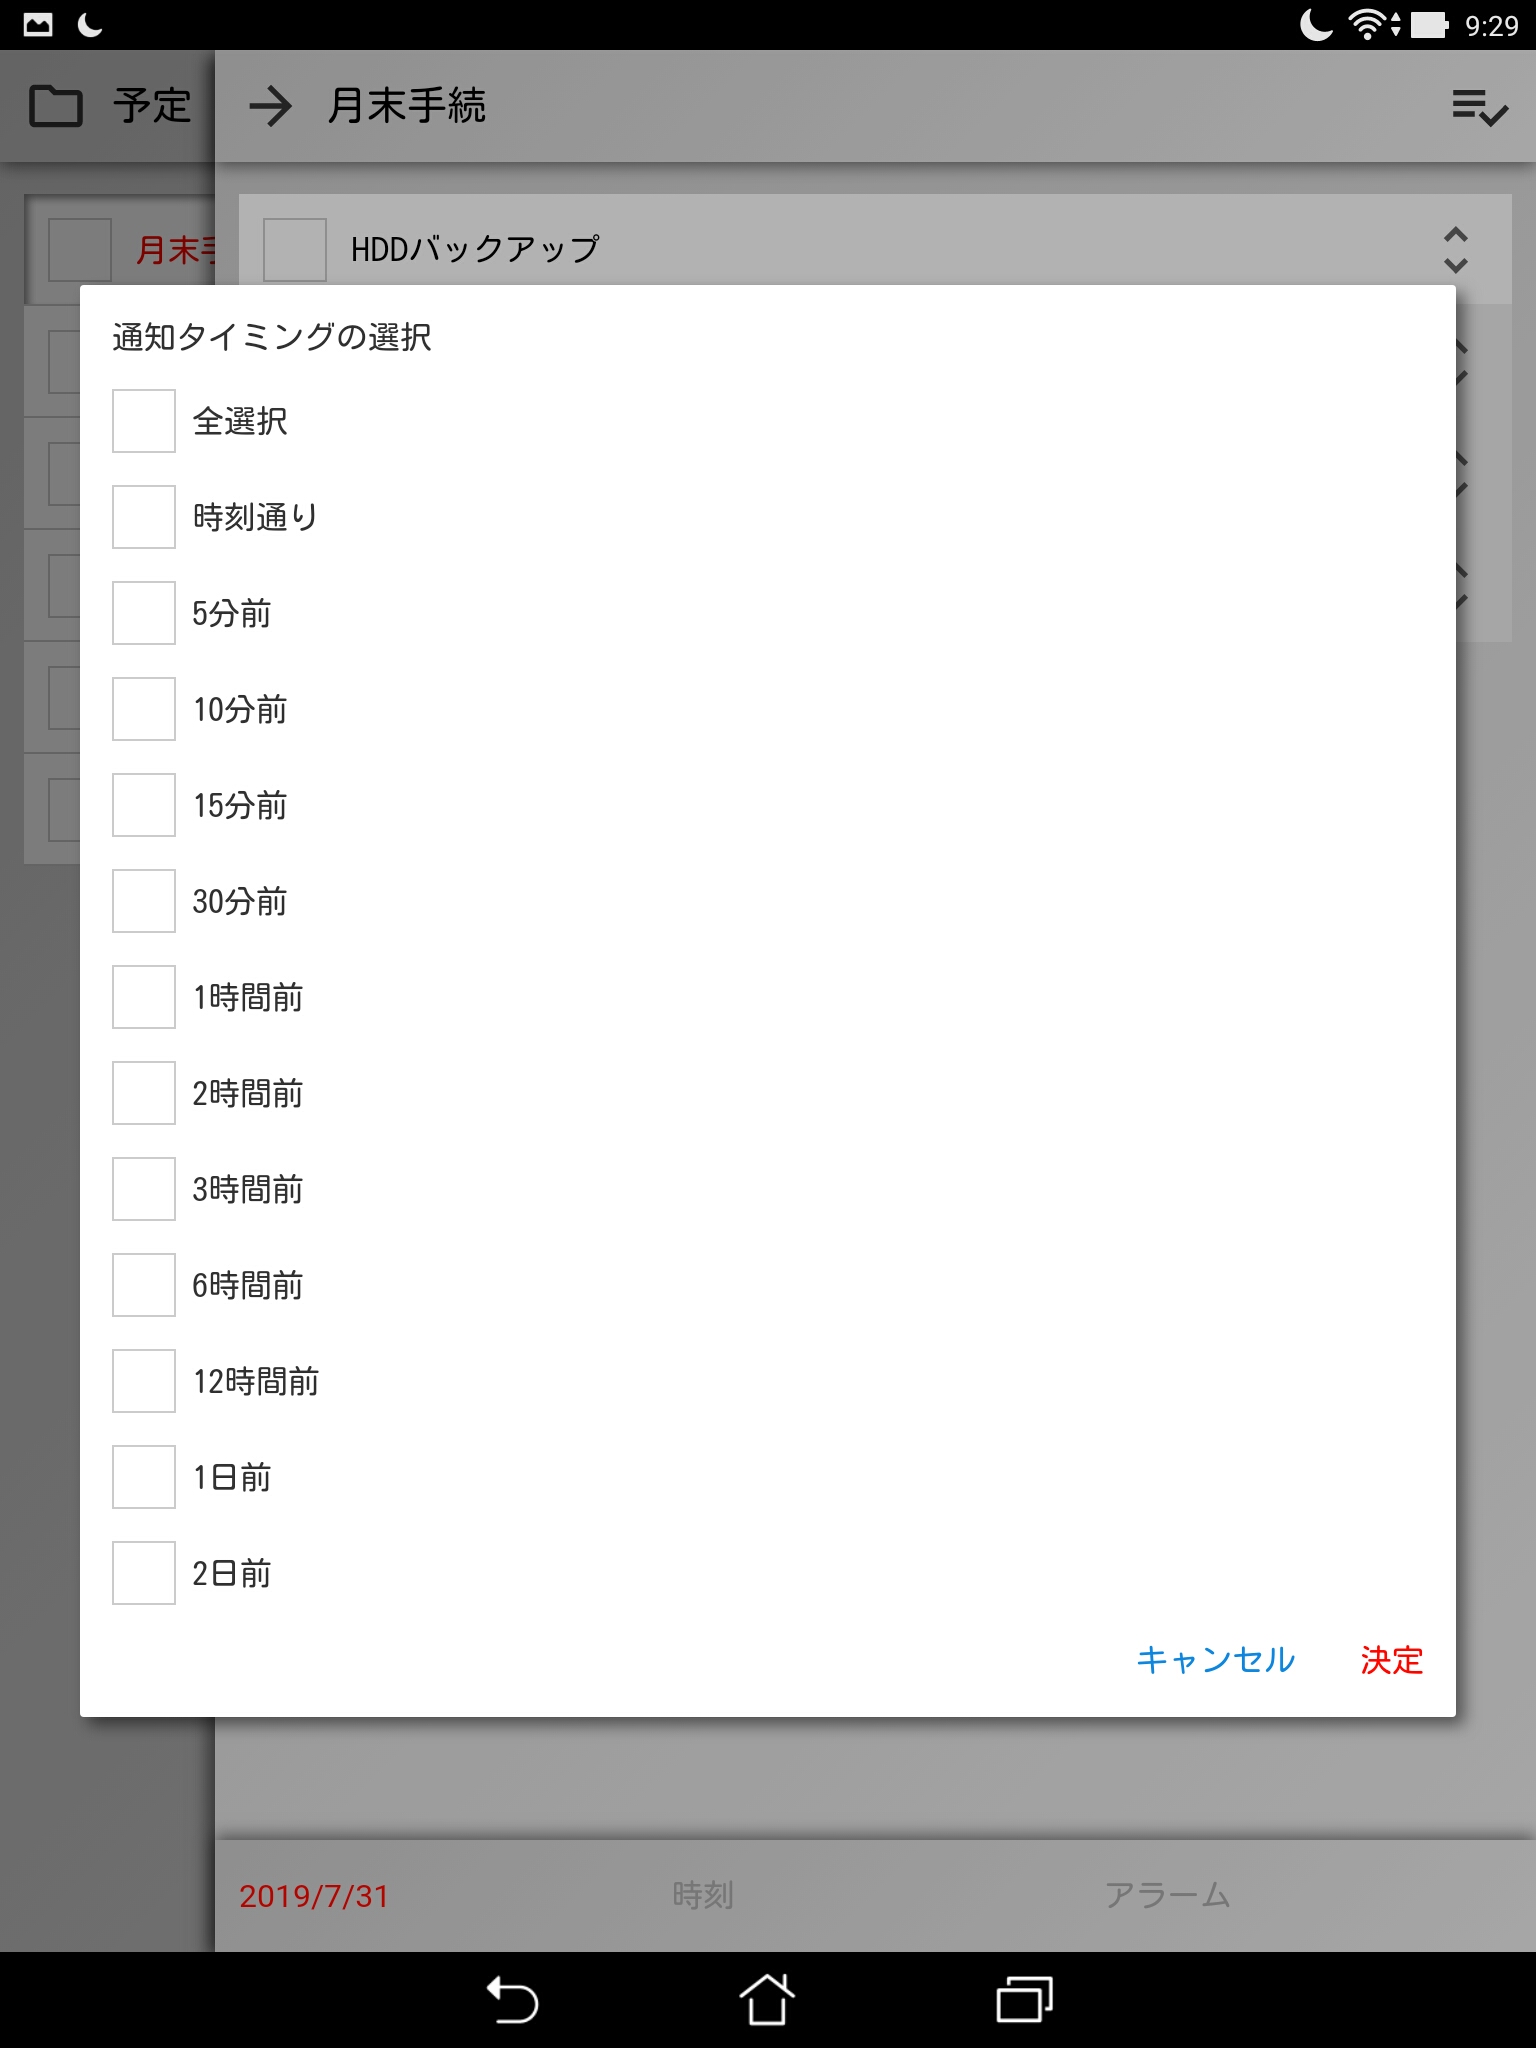 9:29
予定
月末手続
月末手
HDDバックアップ
通知タイミングの選択
全選択
時刻通り
5分前
10分前
15分前
30分前
1時間前
2時間前
3時間前
6時間前
12時間前
1日前
2日前
キャンセル 決定
2019/7/31 時刻 アラーム